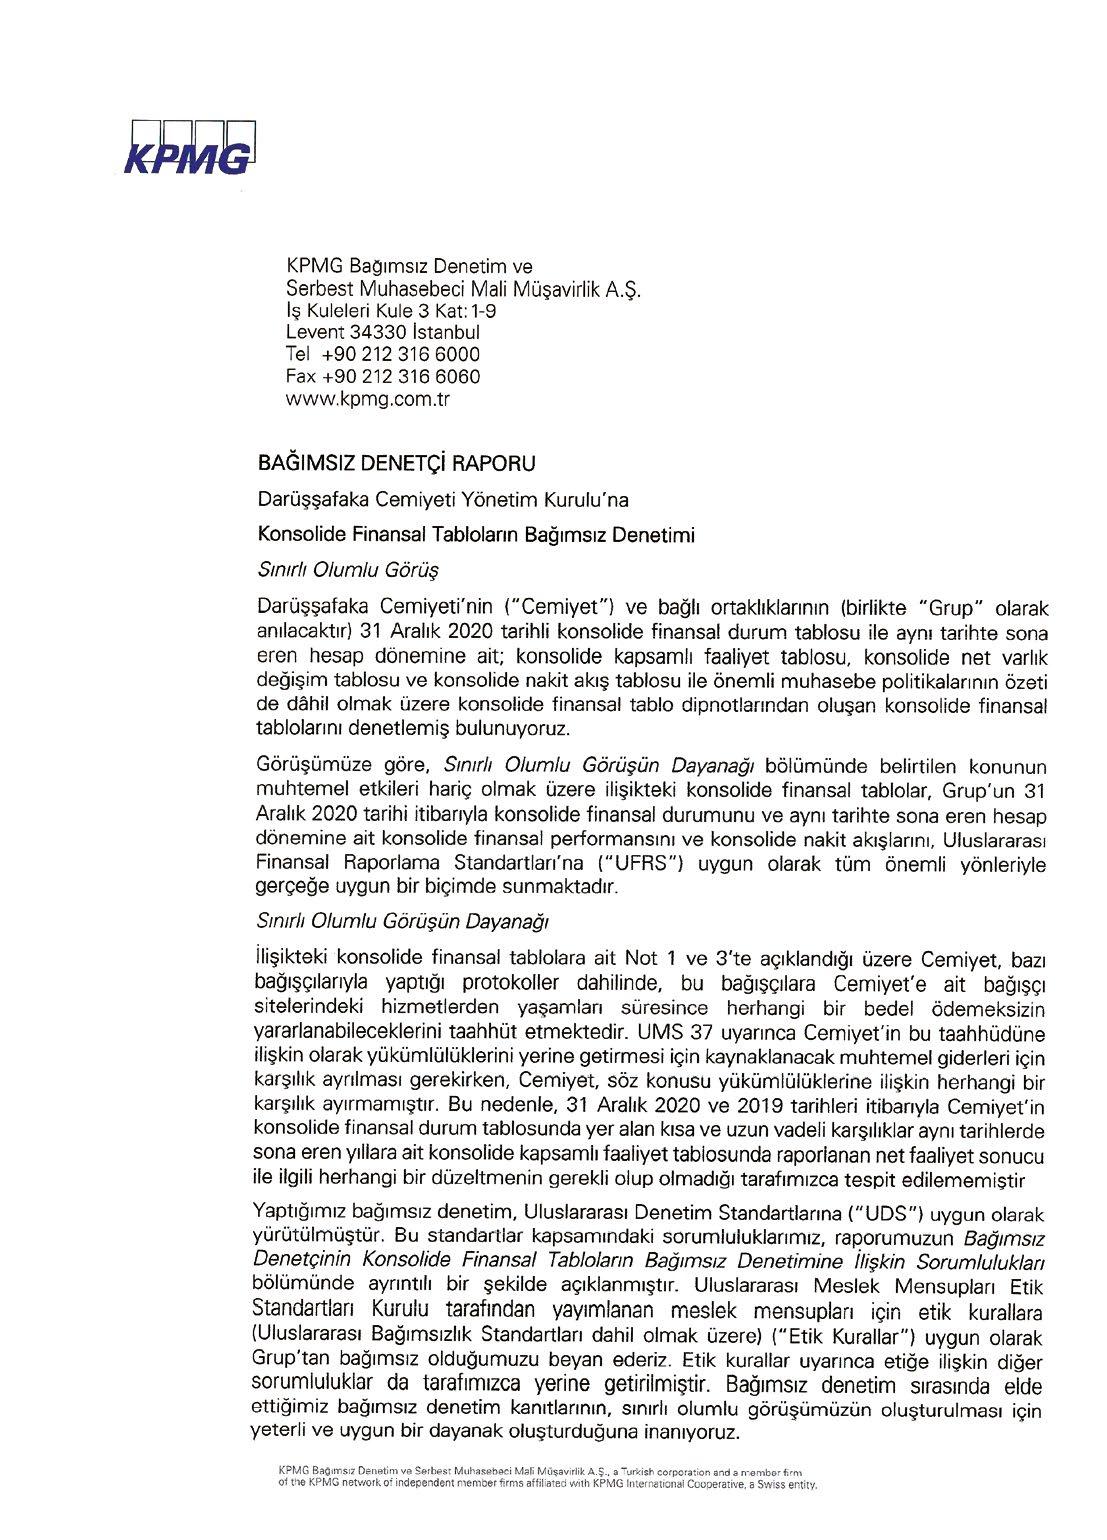 KPMG
KPMG Bağımsız Denetim ve
Serbest Muhasebeci Mali Müşavirlik A.Ş.
İş Kuleleri Kule 3 Kat:1-9
Levent 34330 İstanbul
Tel +90 212 316 6000
Fax +90 212 316 6060
www.kpmg.com.tr
BAĞIMSIZ DENETÇİ RAPORU
Darüşşafaka Cemiyeti Yönetim Kurulu'na
Konsolide Finansal Tabloların Bağımsız Denetimi
Sınırlı Olumlu Görüş
Darüşşafaka Cemiyeti'nin ("Cemiyet") ve bağlı ortaklıklarının (birlikte "Grup" olarak
anılacaktır) 31 Aralık 2020 tarihli konsolide finansal durum tablosu ile aynı tarihte sona
eren hesap dönemine ait; konsolide kapsamlı faaliyet tablosu, konsolide net varlık
değişim tablosu ve konsolide nakit akış tablosu ile önemli muhasebe politikalarının özeti
de dâhil olmak üzere konsolide finansal tablo dipnotlarından oluşan konsolide finansal
tablolarını denetlemiş bulunuyoruz.
Görüşümüze göre, Sınırlı Olumlu Görüşün Dayanağı bölümünde belirtilen konunun
muhtemel etkileri hariç olmak üzere ilişikteki konsolide finansal tablolar, Grup'un 31
Aralık 2020 tarihi itibarıyla konsolide finansal durumunu ve aynı tarihte sona eren hesap
dönemine ait konsolide finansal performansını ve konsolide nakit akışlarını, Uluslararası
Finansal Raporlama Standartları'na ("UFRS") uygun olarak tüm önemli yönleriyle
gerçeğe uygun bir biçimde sunmaktadır.
Sınırlı Olumlu Görüşün Dayanağı
İlişikteki konsolide finansal tablolara ait Not 1 ve 3'te açıklandığı üzere Cemiyet, bazı
bağışçılarıyla yaptığı protokoller dahilinde, bu bağışçılara Cemiyet'e ait bağışçı
sitelerindeki hizmetlerden yaşamları süresince herhangi bir bedel ödemeksizin
yararlanabileceklerini taahhüt etmektedir. UMS 37 uyarınca Cemiyet'in bu taahhüdüne
ilişkin olarak yükümlülüklerini yerine getirmesi için kaynaklanacak muhtemel giderleri için
karşılık ayrılması gerekirken, Cemiyet, söz konusu yükümlülüklerine ilişkin herhangi bir
karşılık ayırmamıştır. Bu nedenle, 31 Aralık 2020 ve 2019 tarihleri itibarıyla Cemiyet'in
konsolide finansal durum tablosunda yer alan kısa ve uzun vadeli karşılıklar aynı tarihlerde
sona eren yıllara ait konsolide kapsamlı faaliyet tablosunda raporlanan net faaliyet sonucu
ile ilgili herhangi bir düzeltmenin gerekli olup olmadığı tarafımızca tespit edilememiştir
Yaptığımız bağımsız denetim, Uluslararası Denetim Standartlarına ("UDS") uygun olarak
yürütülmüştür. Bu standartlar kapsamındaki sorumluluklarımız, raporumuzun Bağımsız
Denetçinin Konsolide Finansal Tabloların Bağımsız Denetimine İlişkin Sorumlulukları
bölümünde ayrıntılı bir şekilde açıklanmıştır. Uluslararası Meslek Mensupları Etik
Standartları Kurulu tarafından yayımlanan meslek mensupları için etik kurallara
(Uluslararası Bağımsızlık Standartları dahil olmak üzere) ("Etik Kurallar") uygun olarak
Grup'tan bağımsız olduğumuzu beyan ederiz. Etik kurallar uyarınca etiğe ilişkin diğer
sorumluluklar da tarafımızca yerine getirilmiştir. Bağımsız denetim sırasında elde
ettiğimiz bağımsız denetim kanıtlarının, sınırlı olumlu görüşümüzün oluşturulması için
yeterli ve uygun bir dayanak oluşturduğuna inanıyoruz.
KPMG Bağımsız Denetim ve Serbest Muhasebeci Mali Müşavirlik A.Ş., a Turkish corporation and a member firm
of the KPMG network of independent member firms affiliated with KPMG International Cooperative, a Swiss entity.